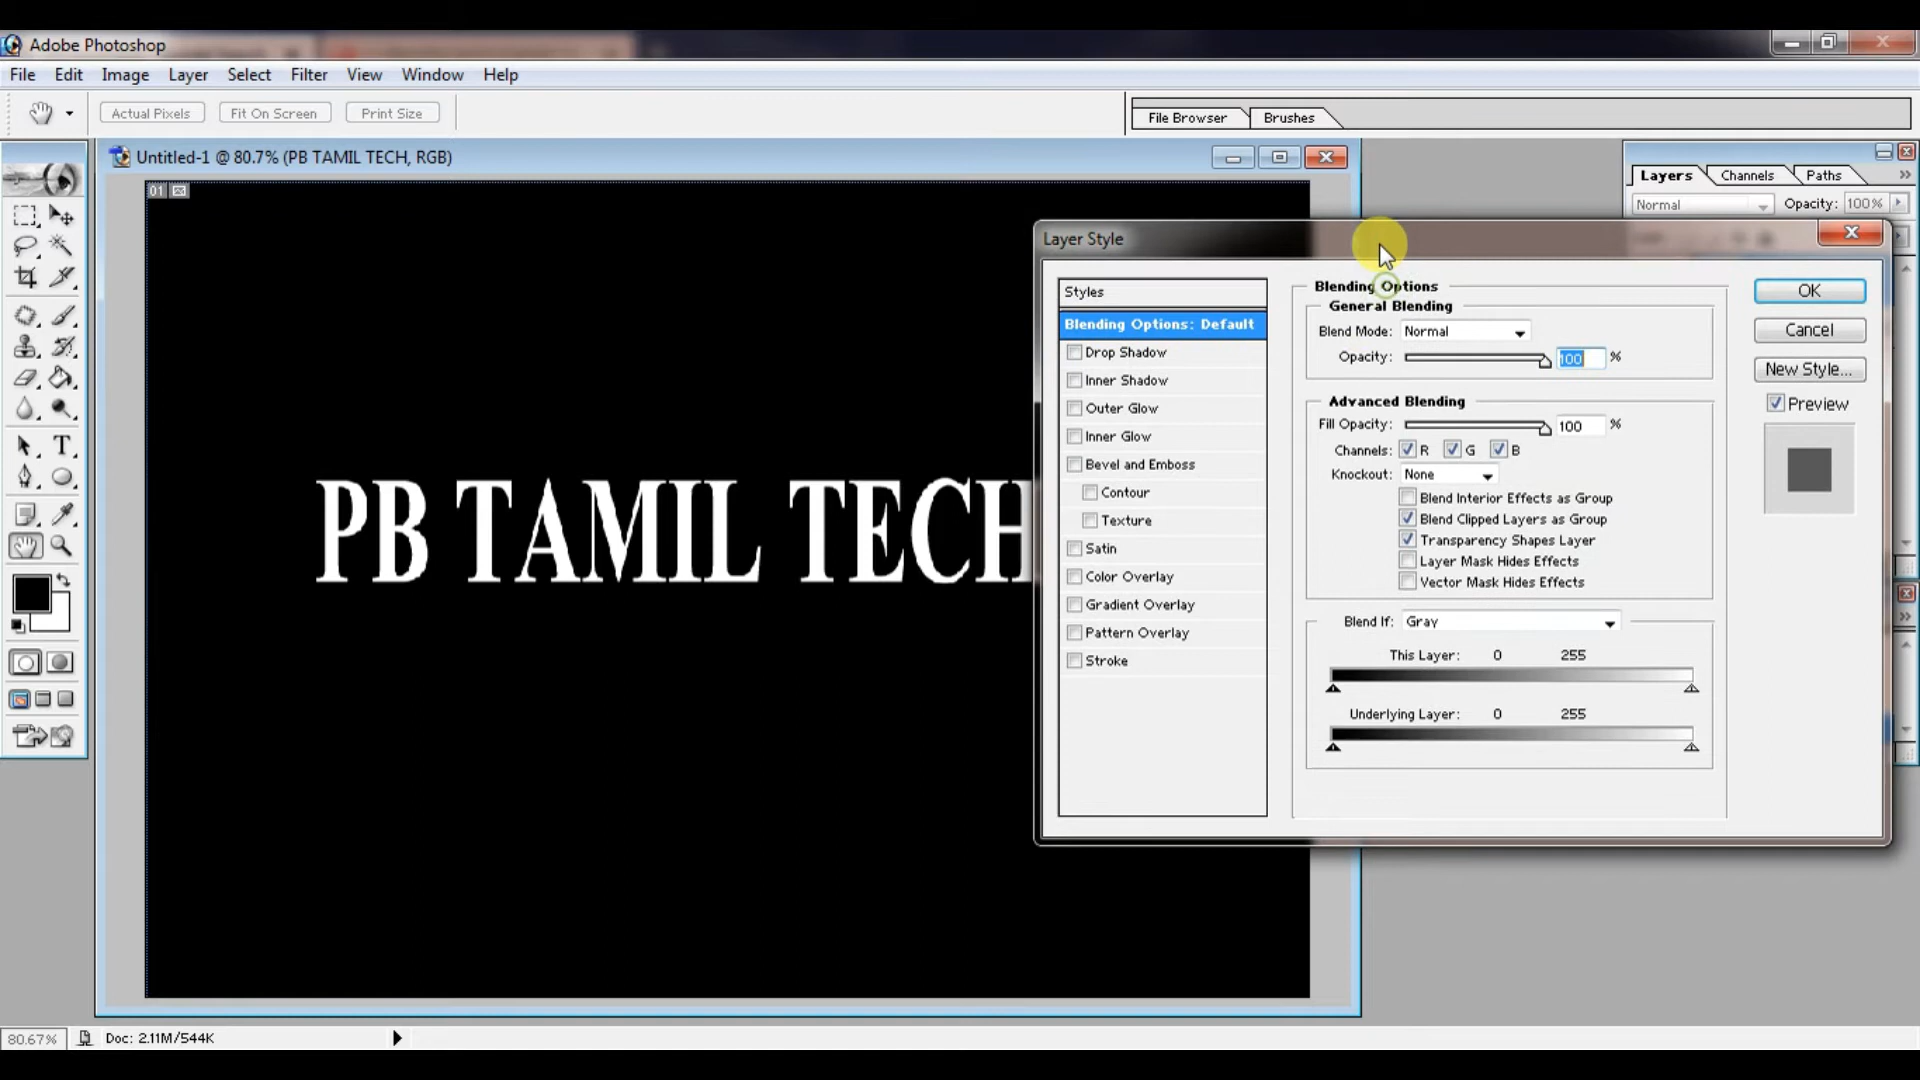 Adobe Photoshop
File Edit Image Layer Select Filter View Window Help
Actual Pixels Fit On Screen Print Size File Browser Brushes
Untitled-1 @ 80.7% (PB TAMIL TECH, RGB)
01
Layers Channels Paths
Normal Opacity: 100%
PB TAMIL TECH
Layer Style
Styles
Blending Options: Default
Drop Shadow
Inner Shadow
Outer Glow
Inner Glow
Bevel and Emboss
Contour
Texture
Satin
Color Overlay
Gradient Overlay
Pattern Overlay
Stroke
Blending Options
General Blending
Blend Mode: Normal
Opacity: 100 %
Advanced Blending
Fill Opacity: 100 %
Channels: R G B
Knockout: None
Blend Interior Effects as Group
Blend Clipped Layers as Group
Transparency Shapes Layer
Layer Mask Hides Effects
Vector Mask Hides Effects
Blend If: Gray
This Layer: 0 255
Underlying Layer: 0 255
OK
Cancel
New Style...
Preview
80.67% Doc: 2.11M/544K